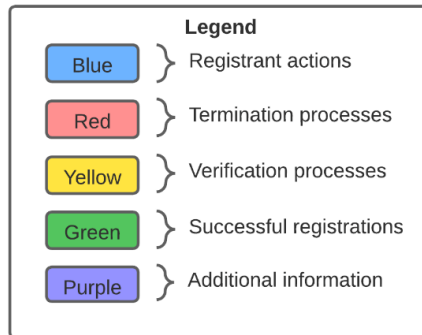 Legend
Blue Registrant actions
Red Termination processes
Yellow Verification processes
Green Successful registrations
Purple Additional information